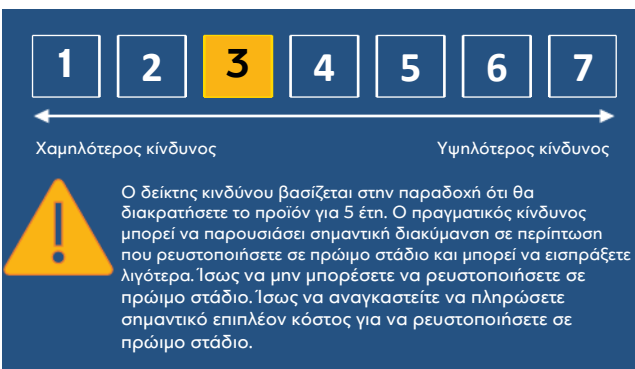 1 2 3 4 5 6 7
Χαμηλότερος κίνδυνος Υψηλότερος κίνδυνος
Ο δείκτης κινδύνου βασίζεται στην παραδοχή ότι θα
διακρατήσετε το προϊόν για 5 έτη. Ο πραγματικός κίνδυνος
μπορεί να παρουσιάσει σημαντική διακύμανση σε περίπτωση
που ρευστοποιήσετε σε πρώιμο στάδιο και μπορεί να εισπράξετε
λιγότερα. Ίσως να μην μπορέσετε να ρευστοποιήσετε σε
πρώιμο στάδιο. Ίσως να αναγκαστείτε να πληρώσετε
σημαντικό επιπλέον κόστος για να ρευστοποιήσετε σε
πρώιμο στάδιο.